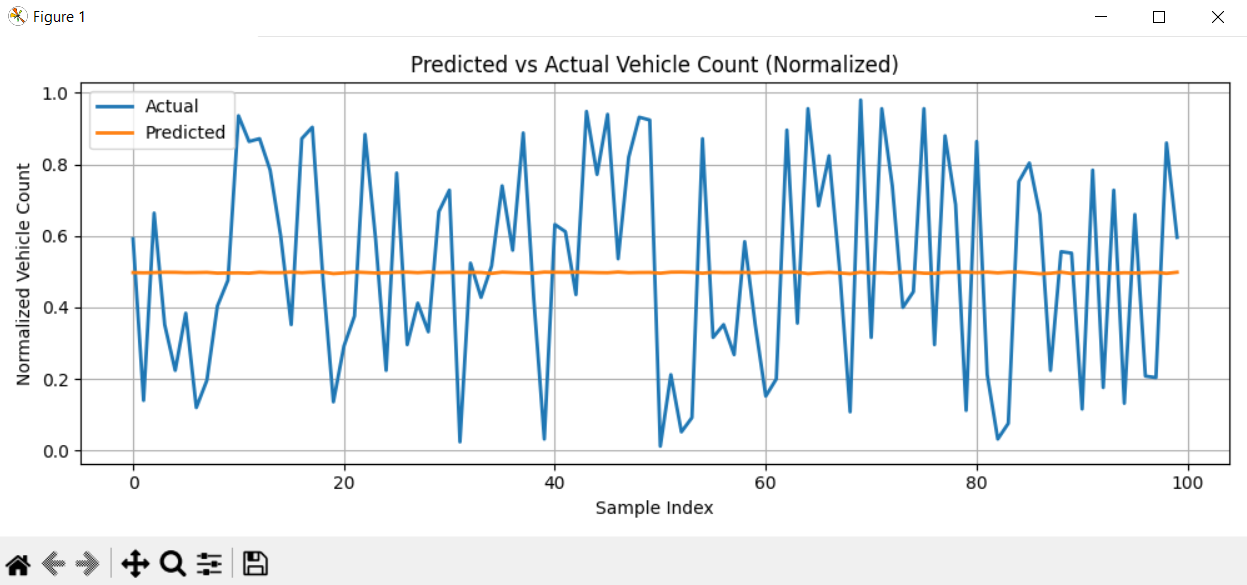 Figure 1
Predicted vs Actual Vehicle Count (Normalized)
Actual
Predicted
Normalized Vehicle Count
1.0
0.8
0.6
0.4
0.2
0.0
0 20 40 60 80 100
Sample Index